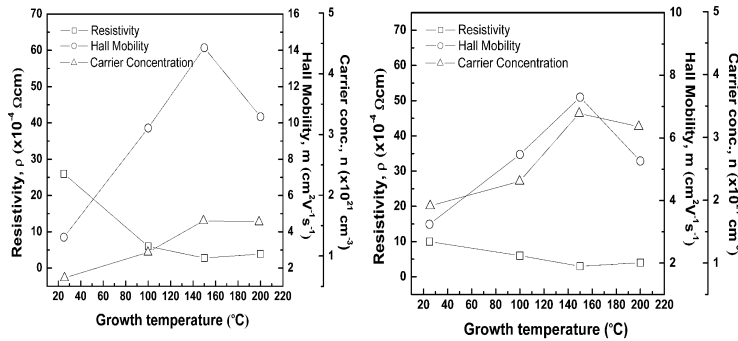 Resistivity, ρ (x10⁻⁴ Ωcm)
70
60
50
40
30
20
10
0
Resistivity
Hall Mobility
Carrier Concentration
16
14
12
10
8
6
4
2
Hall Mobility, m (cm²V⁻¹s⁻¹)
5
4
3
2
1
Carrier conc., n (x10²¹ cm⁻³)
20 40 60 80 100 120 140 160 180 200 220
Growth temperature (°C)
Resistivity, ρ (x10⁻⁴ Ωcm)
70
60
50
40
30
20
10
0
Resistivity
Hall Mobility
Carrier Concentration
10
8
6
4
2
Hall Mobility, m (cm²V⁻¹s⁻¹)
5
4
3
2
1
Carrier conc., n
20 40 60 80 100 120 140 160 180 200 220
Growth temperature (°C)